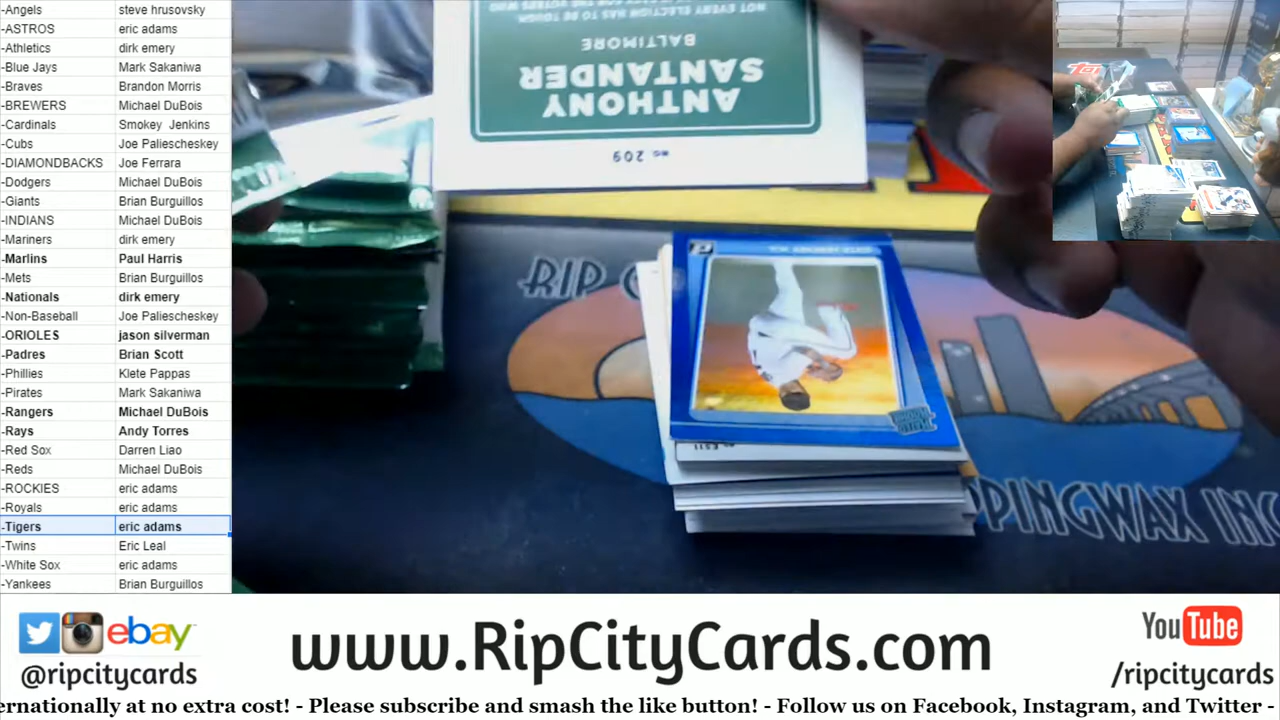 -Angels steve hrusovsky
-ASTROS eric adams
-Athletics dirk emery
-Blue Jays Mark Sakaniwa
-Braves Brandon Morris
-BREWERS Michael DuBois
-Cardinals Smokey Jenkins
-Cubs Joe Paliescheskey
-DIAMONDBACKS Joe Ferrara
-Dodgers Michael DuBois
-Giants Brian Burguillos
-INDIANS Michael DuBois
-Mariners dirk emery
-Marlins Paul Harris
-Mets Brian Burguillos
-Nationals dirk emery
-Non-Baseball Joe Paliescheskey
-ORIOLES jason silverman
-Padres Brian Scott
-Phillies Klete Pappas
-Pirates Mark Sakaniwa
-Rangers Michael DuBois
-Rays Andy Torres
-Red Sox Darren Liao
-Reds Michael DuBois
-ROCKIES eric adams
-Royals eric adams
-Tigers eric adams
-Twins Eric Leal
-White Sox eric adams
-Yankees Brian Burguillos
NO. 209
ANTHONY
SANTANDER
BALTIMORE
NOT EVERY ELECTION HAS TO BE TOUGH
RIP
PPINGWAX INC
ebay
@ripcitycards
www.RipCityCards.com
YouTube
/ripcitycards
ernationally at no extra cost! - Please subscribe and smash the like button! - Follow us on Facebook, Instagram, and Twitter -